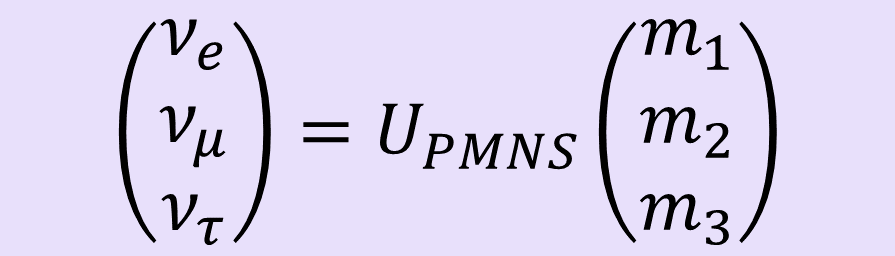 (ν_e ν_μ ν_τ) = U_PMNS (m_1 m_2 m_3)